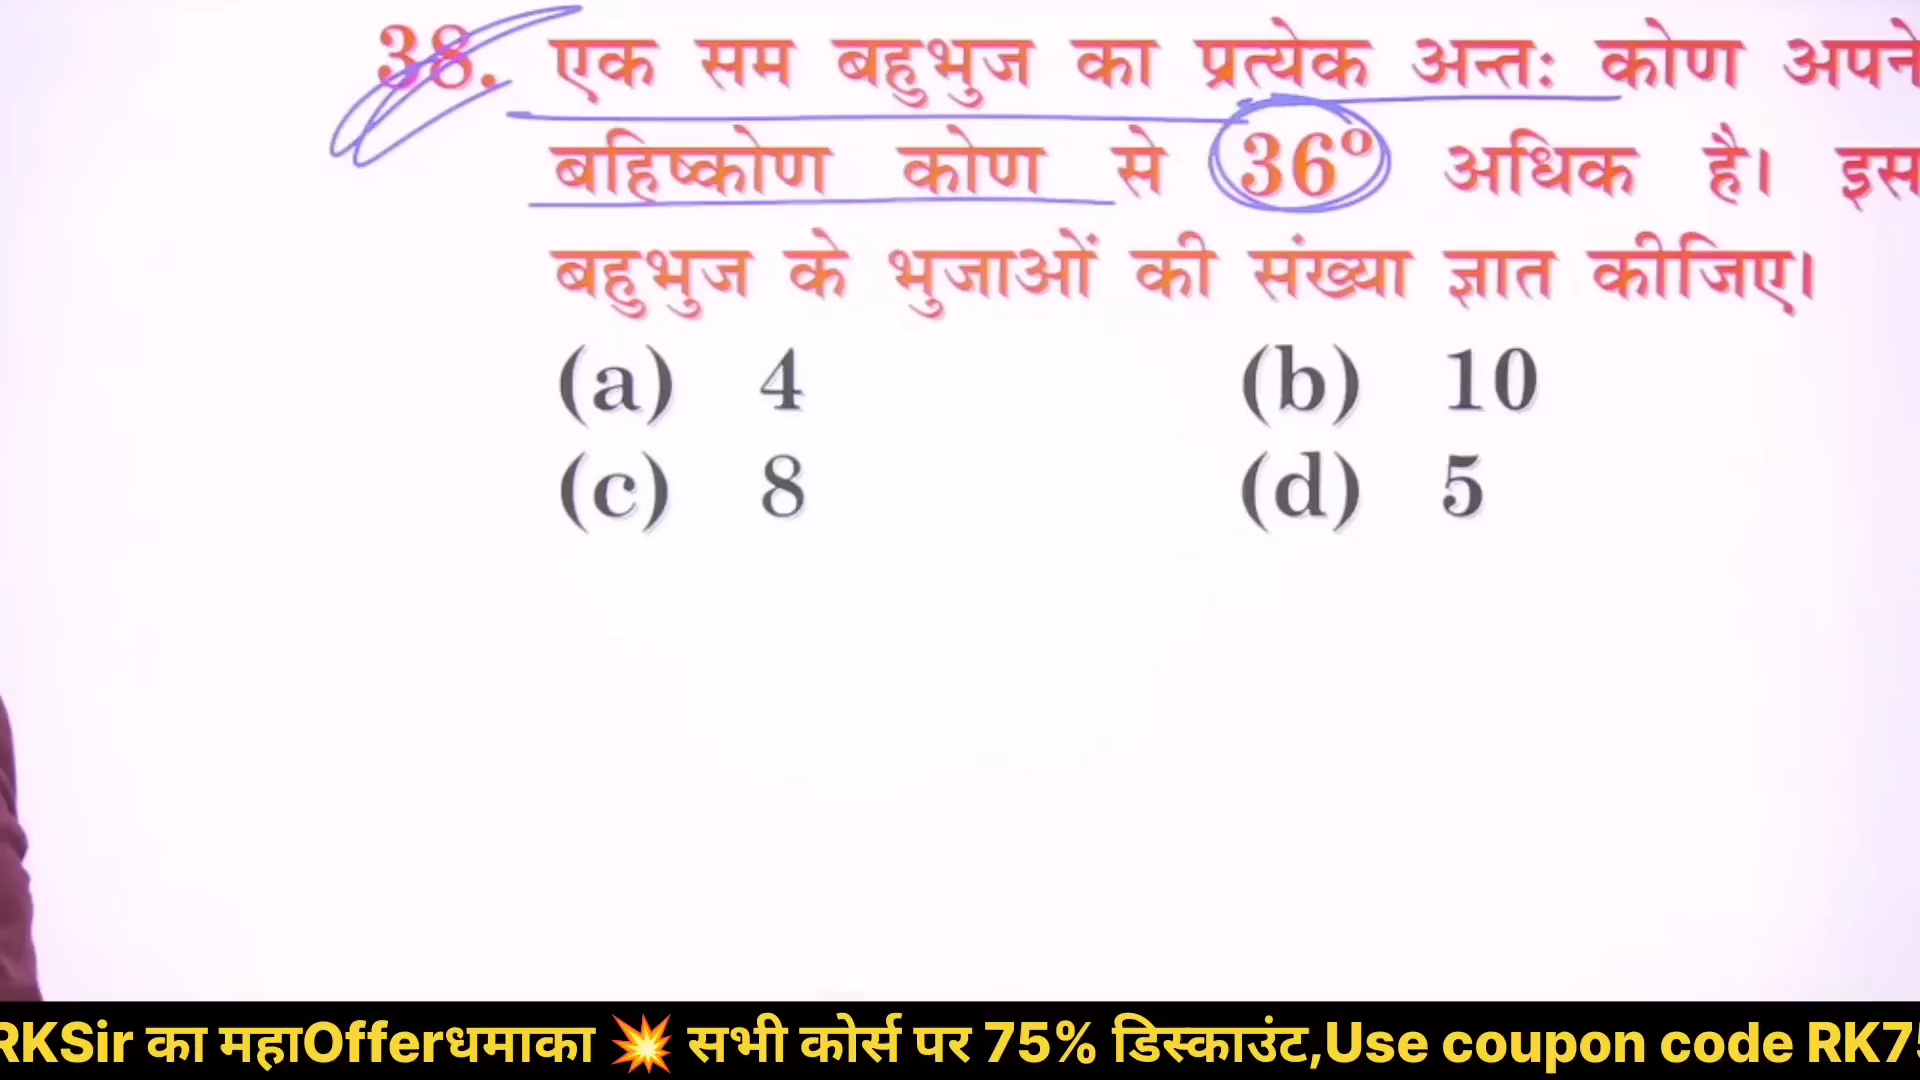 38. एक सम बहुभुज का प्रत्येक अन्तः कोण अपने
बहिष्कोण कोण से 36° अधिक है। इस
बहुभुज के भुजाओं की संख्या ज्ञात कीजिए।
(a) 4 (b) 10
(c) 8 (d) 5
RKSir का महाOfferधमाका 💥 सभी कोर्स पर 75% डिस्काउंट,Use coupon code RK75